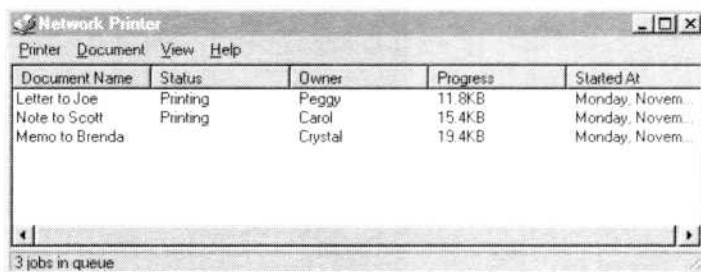 Network Printer
Printer Document View Help
Document Name Status Owner Progress Started At
Letter to Joe Printing Peggy 11.8KB Monday, Novem...
Note to Scott Printing Carol 15.4KB Monday, Novem...
Memo to Brenda Crystal 19.4KB Monday, Novem...
3 jobs in queue